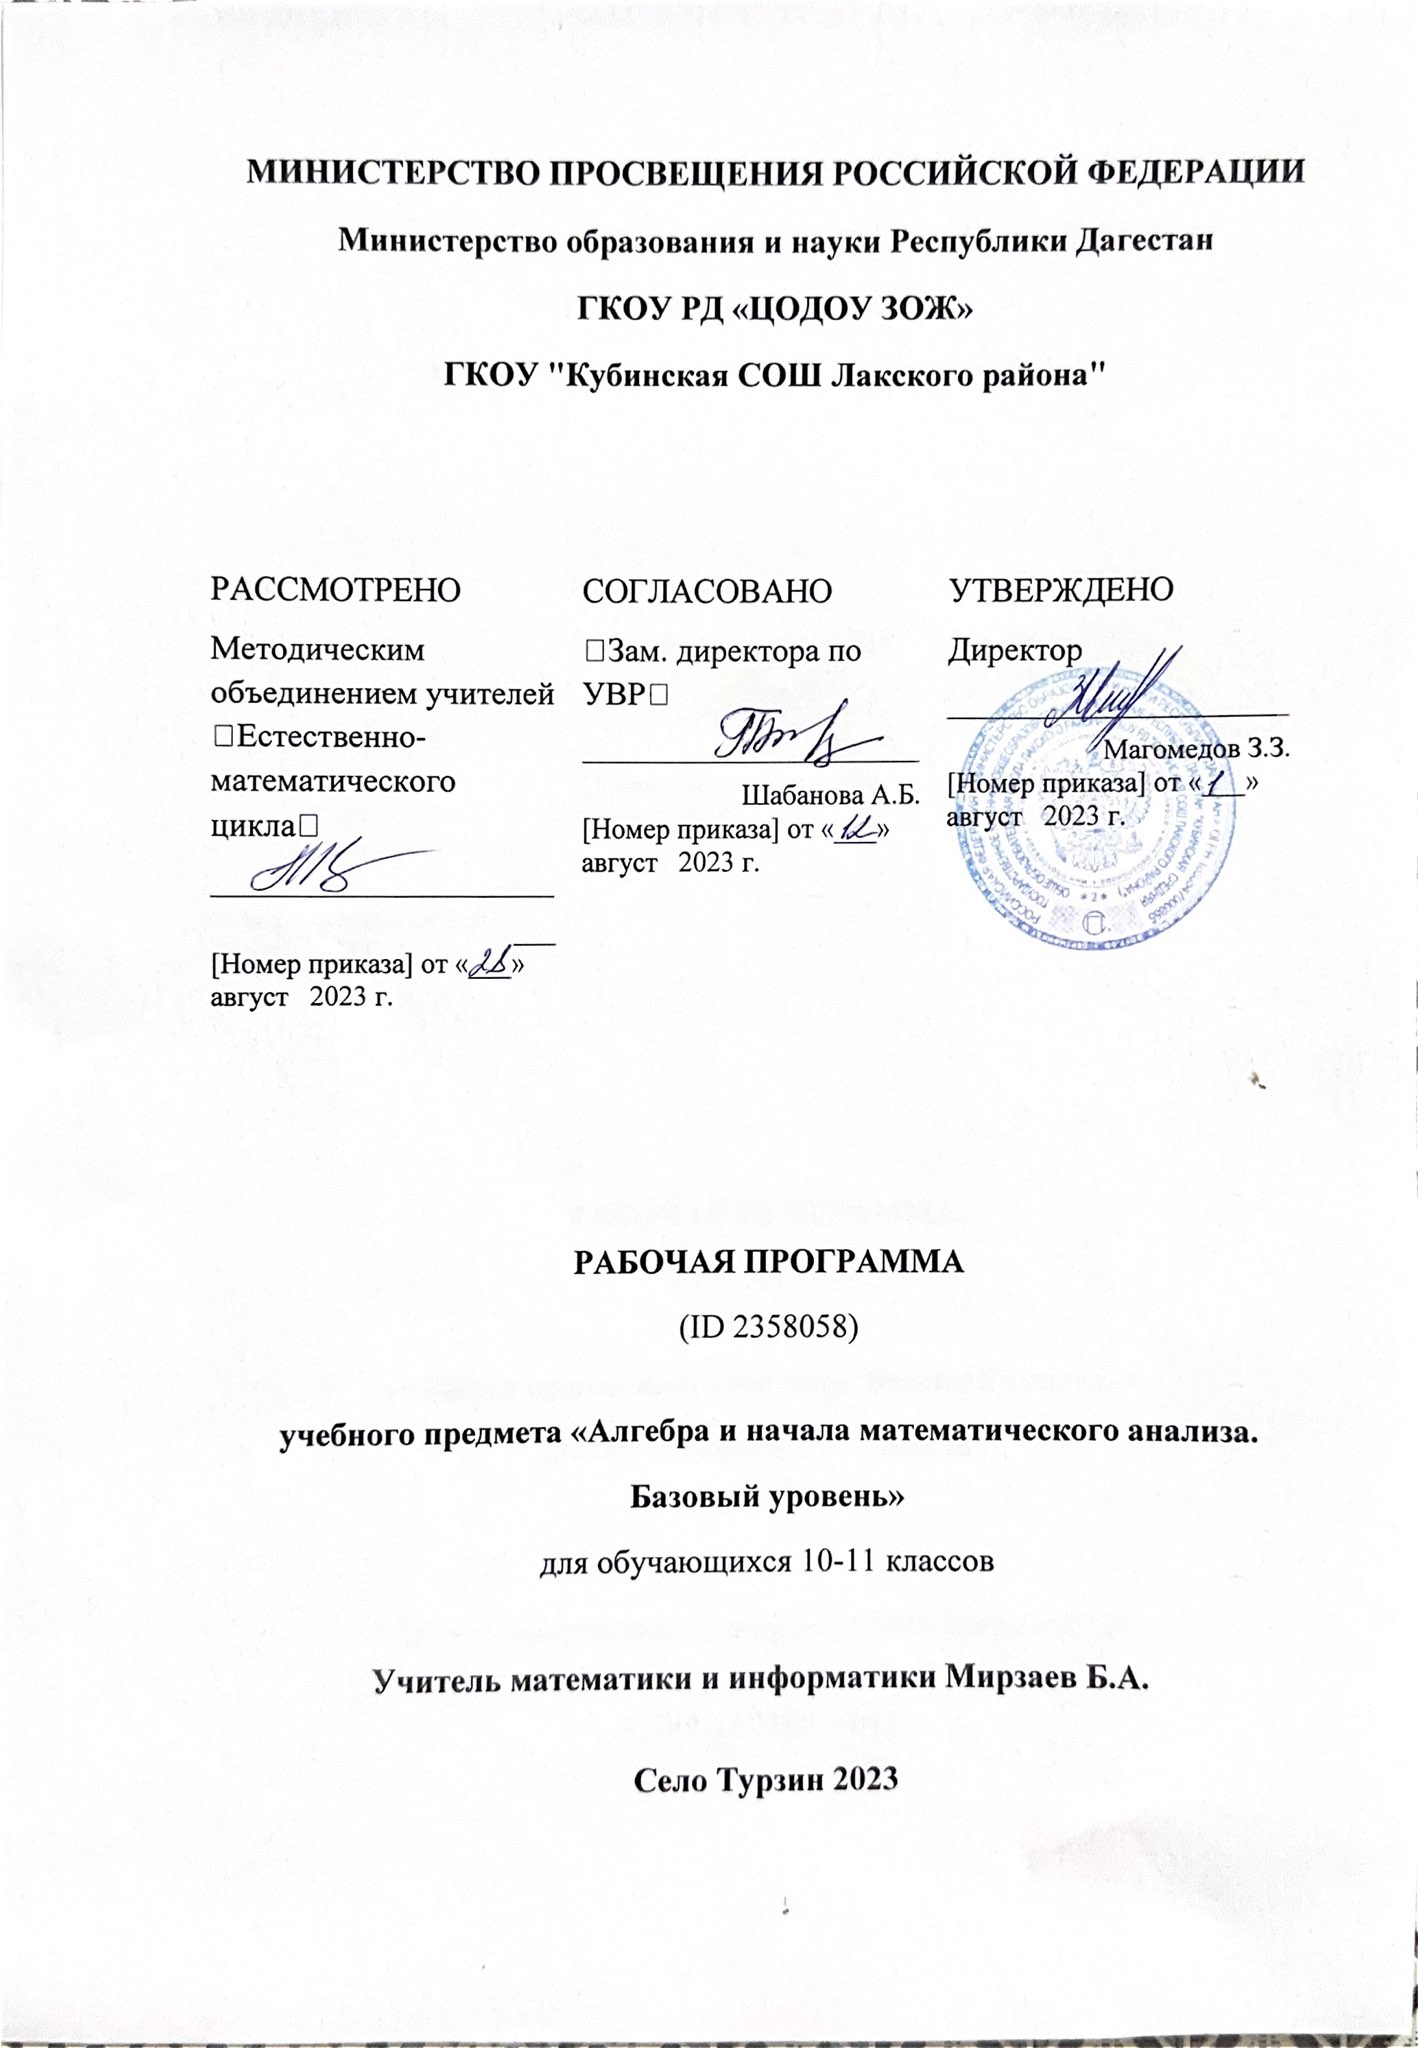 МИНИСТЕРСТВО ПРОСВЕЩЕНИЯ РОССИЙСКОЙ ФЕДЕРАЦИИ
Министерство образования и науки Республики Дагестан
ГКОУ РД «ЦОДОУ ЗОЖ»
ГКОУ "Кубинская СОШ Лакского района"
РАССМОТРЕНО
Методическим
объединением учителей
Естественно-
математического
цикла
[Номер приказа] от «28»
август 2023 г.
СОГЛАСОВАНО
Зам. директора по
УВР
Шабанова А.Б.
[Номер приказа] от «12»
август 2023 г.
УТВЕРЖДЕНО
Директор
Магомедов З.З.
[Номер приказа] от «1»
август 2023 г.
РАБОЧАЯ ПРОГРАММА
(ID 2358058)
учебного предмета «Алгебра и начала математического анализа.
Базовый уровень»
для обучающихся 10-11 классов
Учитель математики и информатики Мирзаев Б.А.
Село Турзин 2023